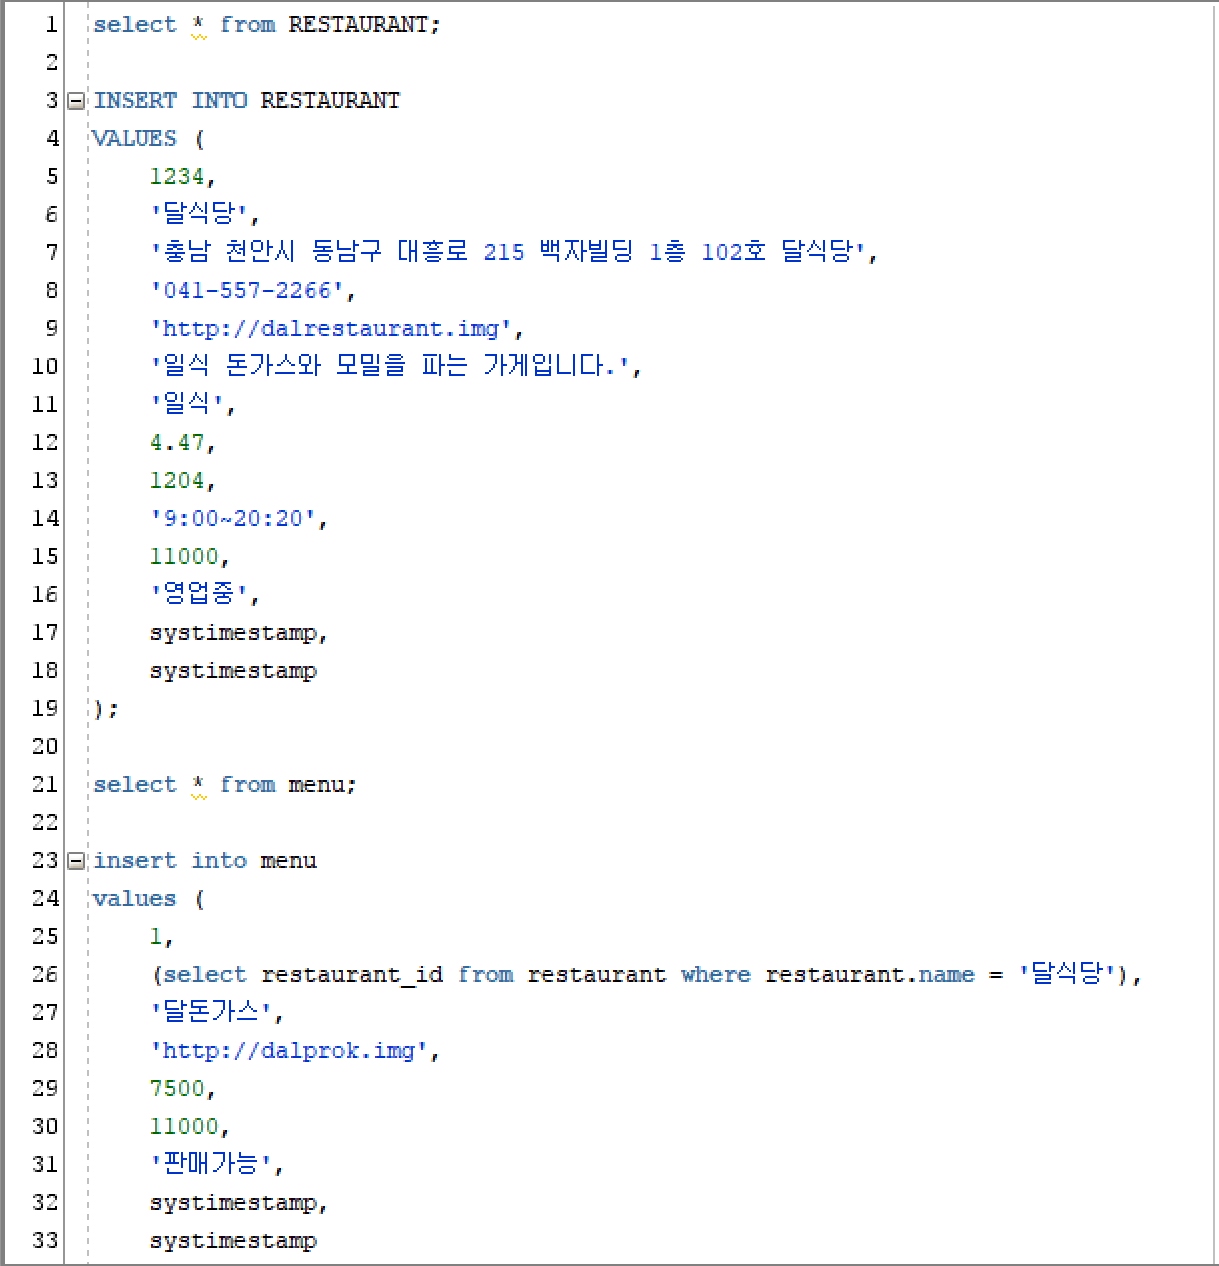 1 select * from RESTAURANT;
2
3 INSERT INTO RESTAURANT
4 VALUES (
5 1234,
6 '달식당',
7 '충남 천안시 동남구 대흥로 215 백자빌딩 1층 102호 달식당',
8 '041-557-2266',
9 'http://dalrestaurant.img',
10 '일식 돈가스와 모밀을 파는 가게입니다.',
11 '일식',
12 4.47,
13 1204,
14 '9:00~20:20',
15 11000,
16 '영업중',
17 systimestamp,
18 systimestamp
19 );
20
21 select * from menu;
22
23 insert into menu
24 values (
25 1,
26 (select restaurant_id from restaurant where restaurant.name = '달식당'),
27 '달돈가스',
28 'http://dalprok.img',
29 7500,
30 11000,
31 '판매가능',
32 systimestamp,
33 systimestamp